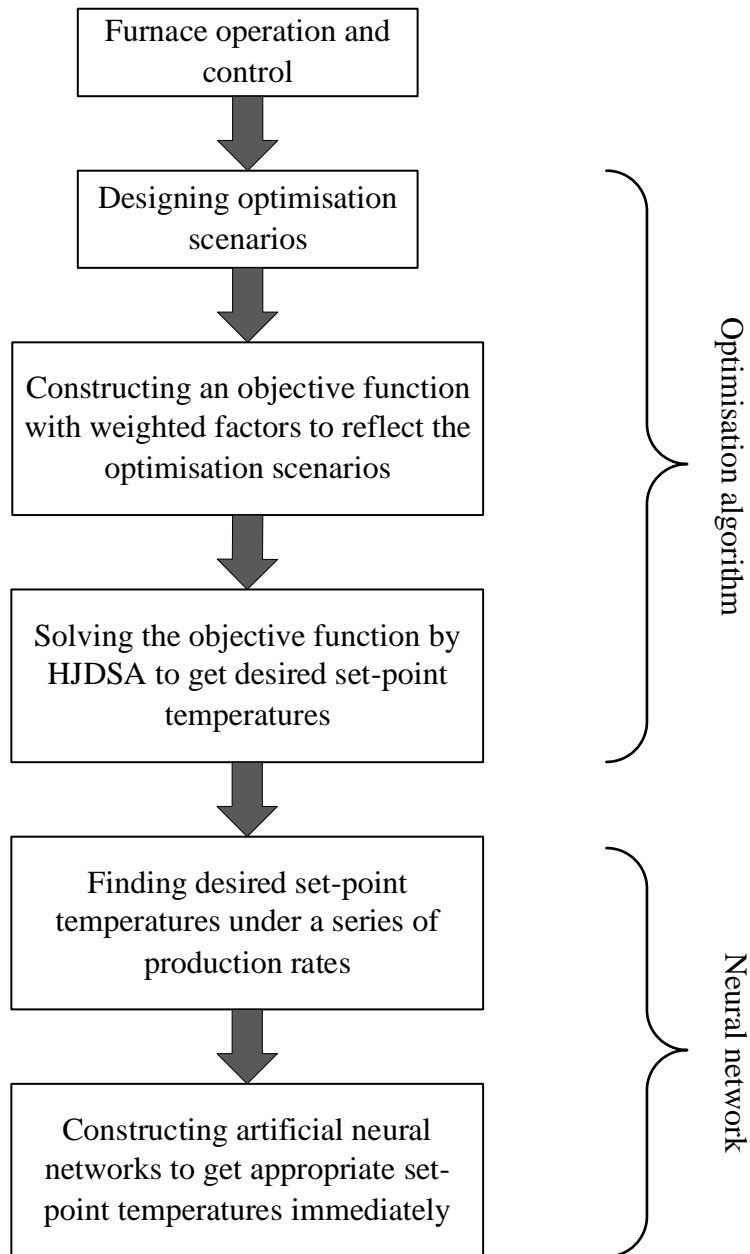 Furnace operation and
control
Designing optimisation
scenarios
Constructing an objective function
with weighted factors to reflect the
optimisation scenarios
Solving the objective function by
HJDSA to get desired set-point
temperatures
Optimisation algorithm
Finding desired set-point
temperatures under a series of
production rates
Constructing artificial neural
networks to get appropriate set-
point temperatures immediately
Neural network